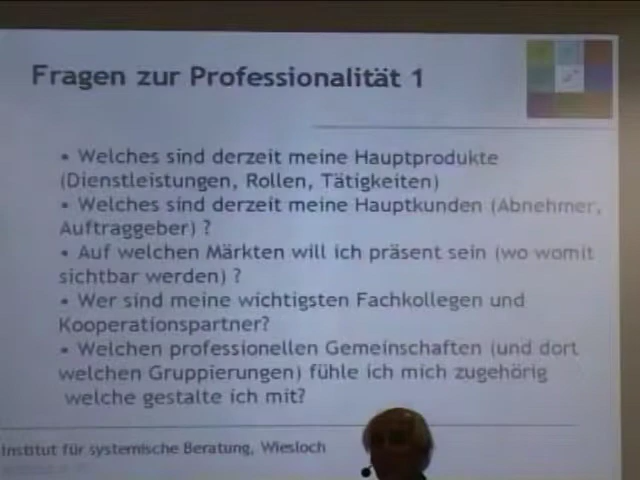 Fragen zur Professionalität 1
• Welches sind derzeit meine Hauptprodukte
(Dienstleistungen, Rollen, Tätigkeiten)
• Welches sind derzeit meine Hauptkunden (Abnehmer,
Auftraggeber) ?
• Auf welchen Märkten will ich präsent sein (wo womit
sichtbar werden) ?
• Wer sind meine wichtigsten Fachkollegen und
Kooperationspartner?
• Welchen professionellen Gemeinschaften (und dort
welchen Gruppierungen) fühle ich mich zugehörig
welche gestalte ich mit?
Institut für systemische Beratung, Wiesloch